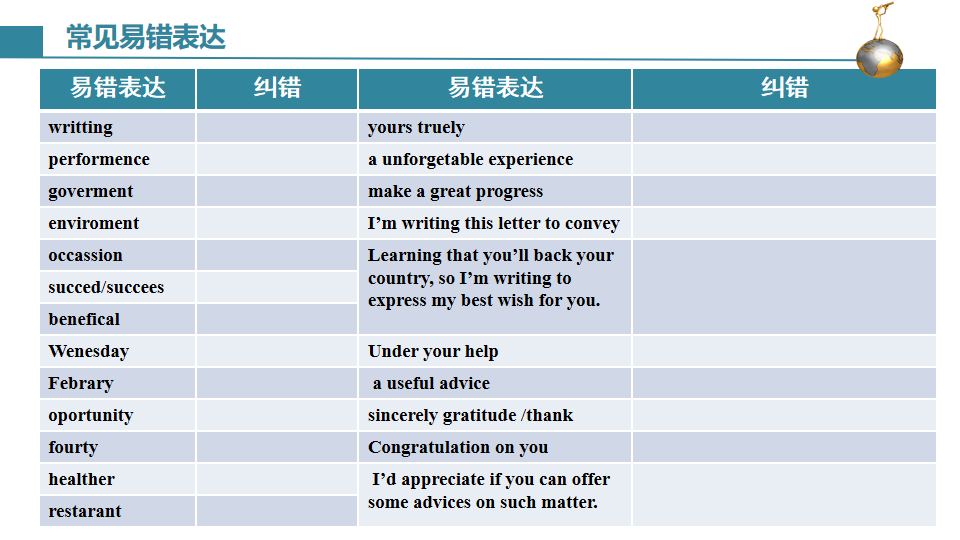 常见易错表达
易错表达 纠错 易错表达 纠错
writting yours truely
performence a unforgetable experience
goverment make a great progress
enviroment I’m writing this letter to convey
occassion Learning that you’ll back your
succed/succees country, so I’m writing to
benefical express my best wish for you.
Wenesday Under your help
Febrary a useful advice
oportunity sincerely gratitude /thank
fourty Congratulation on you
healther I’d appreciate if you can offer
restarant some advices on such matter.